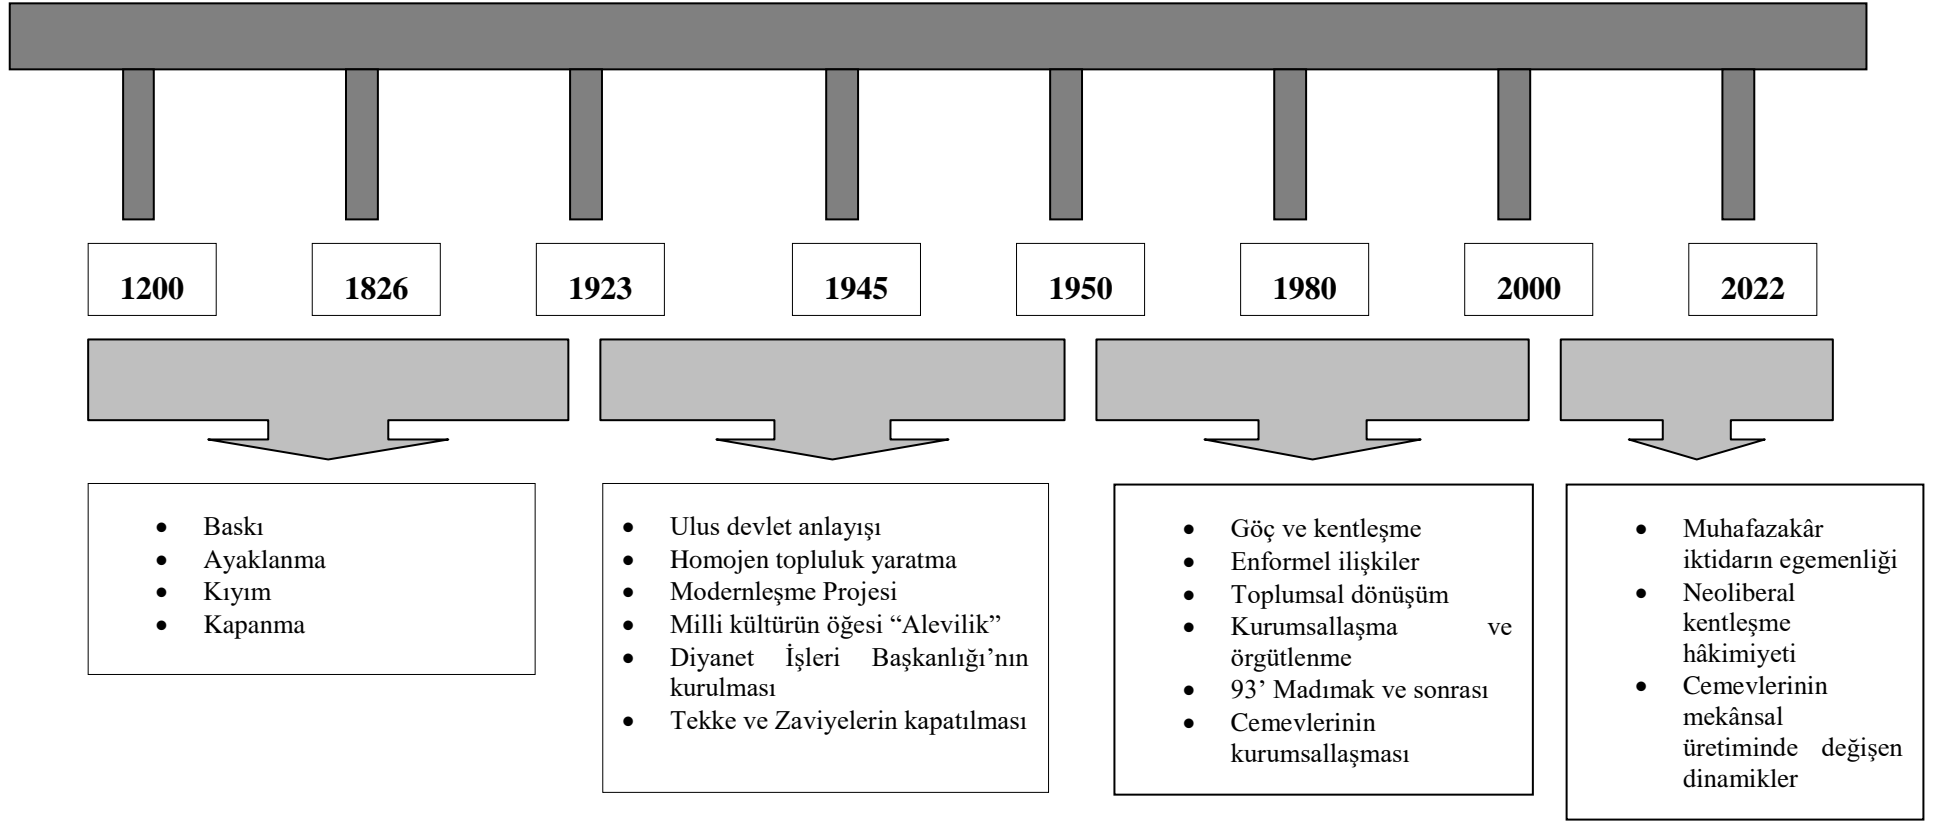 1200
1826
1923
1945
1950
1980
2000
2022
• Baskı
• Ayaklanma
• Kıyım
• Kapanma
• Ulus devlet anlayışı
• Homojen topluluk yaratma
• Modernleşme Projesi
• Milli kültürün öğesi “Alevilik”
• Diyanet İşleri Başkanlığı’nın
kurulması
• Tekke ve Zaviyelerin kapatılması
• Göç ve kentleşme
• Enformel ilişkiler
• Toplumsal dönüşüm
• Kurumsallaşma ve
örgütlenme
• 93’ Madımak ve sonrası
• Cemevlerinin
kurumsallaşması
• Muhafazakâr
iktidarın egemenliği
• Neoliberal
kentleşme
hâkimiyeti
• Cemevlerinin
mekânsal
üretiminde değişen
dinamikler